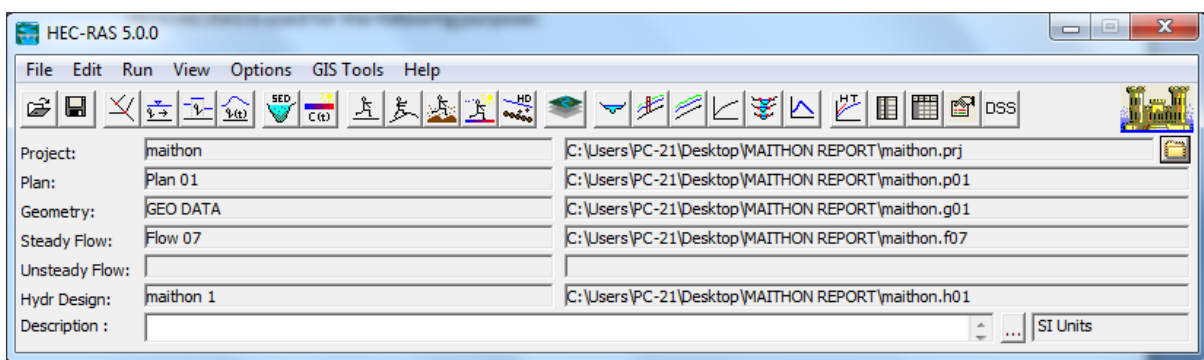 HEC-RAS 5.0.0
File Edit Run View Options GIS Tools Help
SED C(t) HD HT DSS
Project: maithon C:\Users\PC-21\Desktop\MAITHON REPORT\maithon.prj
Plan: Plan 01 C:\Users\PC-21\Desktop\MAITHON REPORT\maithon.p01
Geometry: GEO DATA C:\Users\PC-21\Desktop\MAITHON REPORT\maithon.g01
Steady Flow: Flow 07 C:\Users\PC-21\Desktop\MAITHON REPORT\maithon.f07
Unsteady Flow:
Hydr Design: maithon 1 C:\Users\PC-21\Desktop\MAITHON REPORT\maithon.h01
Description : ... SI Units